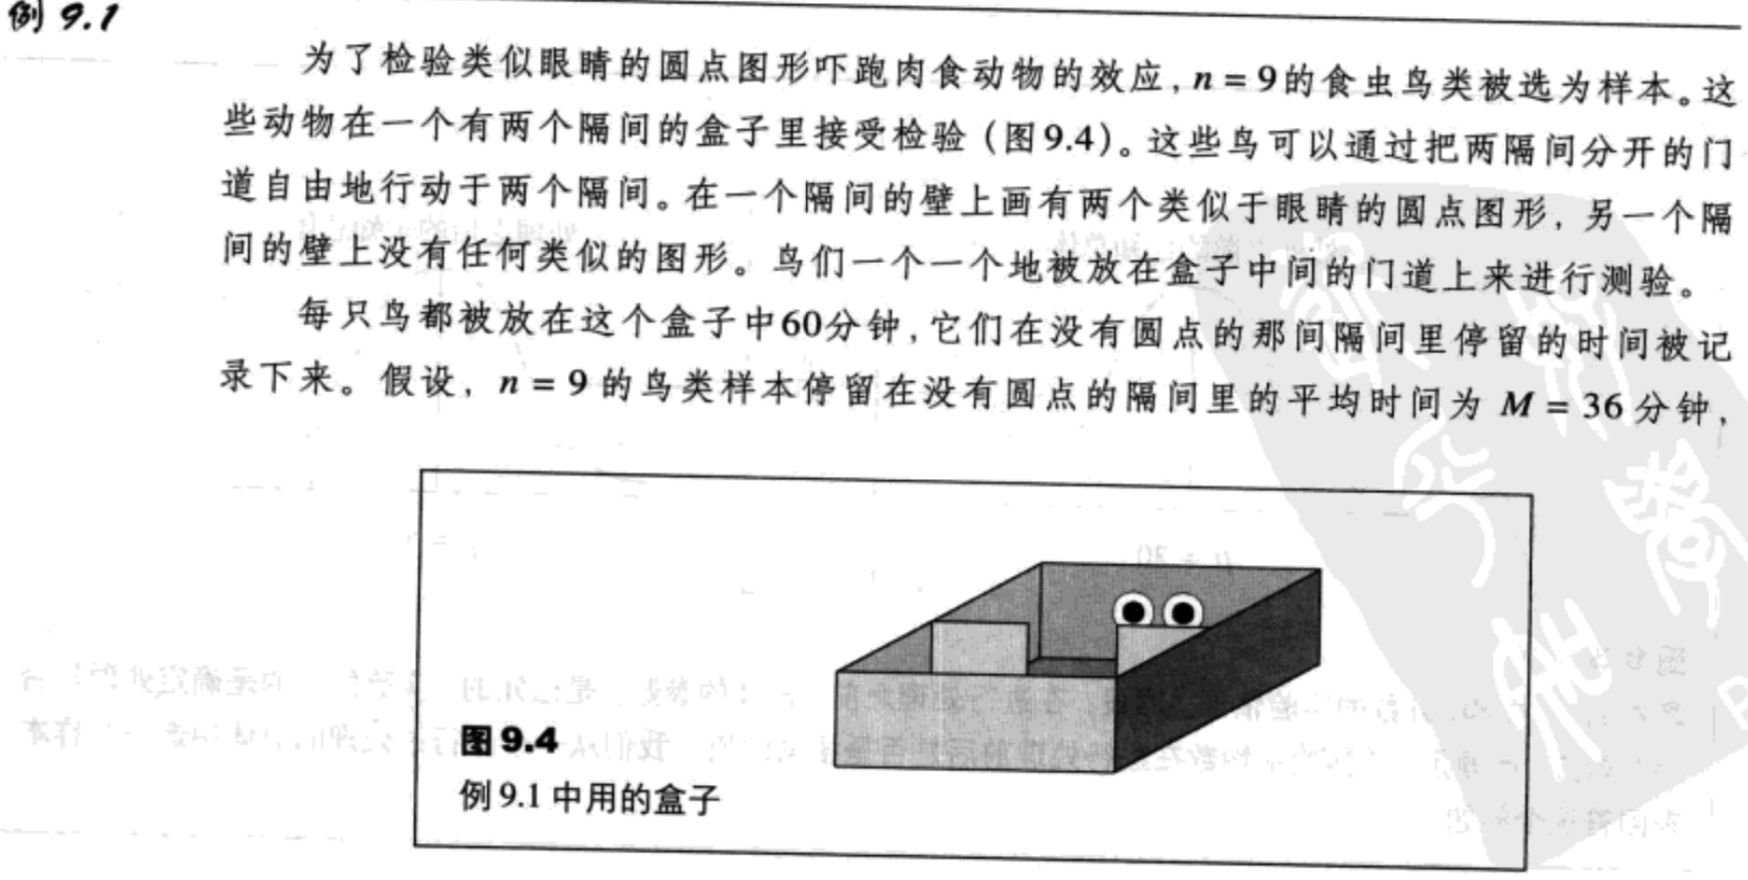 例 9.1
为了检验类似眼睛的圆点图形吓跑肉食动物的效应，n = 9的食虫鸟类被选为样本。这
些动物在一个有两个隔间的盒子里接受检验（图9.4）。这些鸟可以通过把两隔间分开的门
道自由地行动于两个隔间。在一个隔间的壁上画有两个类似于眼睛的圆点图形，另一个隔
间的壁上没有任何类似的图形。鸟们一个一个地被放在盒子中间的门道上来进行测验。
每只鸟都被放在这个盒子中60分钟，它们在没有圆点的那间隔间里停留的时间被记
录下来。假设，n = 9 的鸟类样本停留在没有圆点的隔间里的平均时间为 M = 36 分钟，
图 9.4
例 9.1 中用的盒子